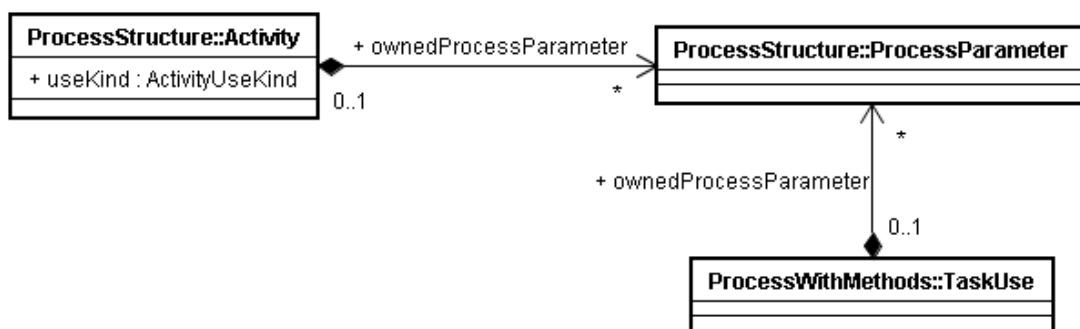 ProcessStructure::Activity
+ useKind : ActivityUseKind
+ ownedProcessParameter
0..1
*
ProcessStructure::ProcessParameter
*
+ ownedProcessParameter
0..1
ProcessWithMethods::TaskUse